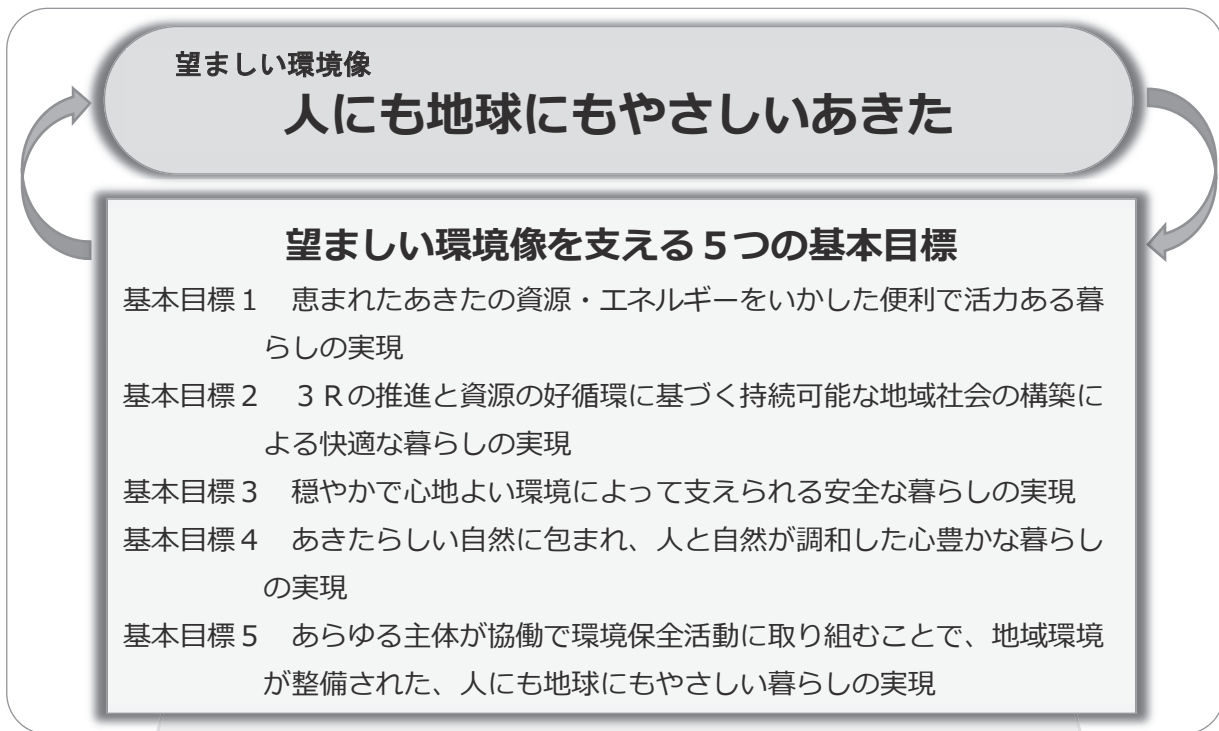 望ましい環境像
人にも地球にもやさしいあきた
望ましい環境像を支える５つの基本目標
基本目標１　恵まれたあきたの資源・エネルギーをいかした便利で活力ある暮
らしの実現
基本目標２　３Ｒの推進と資源の好循環に基づく持続可能な地域社会の構築に
よる快適な暮らしの実現
基本目標３　穏やかで心地よい環境によって支えられる安全な暮らしの実現
基本目標４　あきたらしい自然に包まれ、人と自然が調和した心豊かな暮らし
の実現
基本目標５　あらゆる主体が協働で環境保全活動に取り組むことで、地域環境
が整備された、人にも地球にもやさしい暮らしの実現